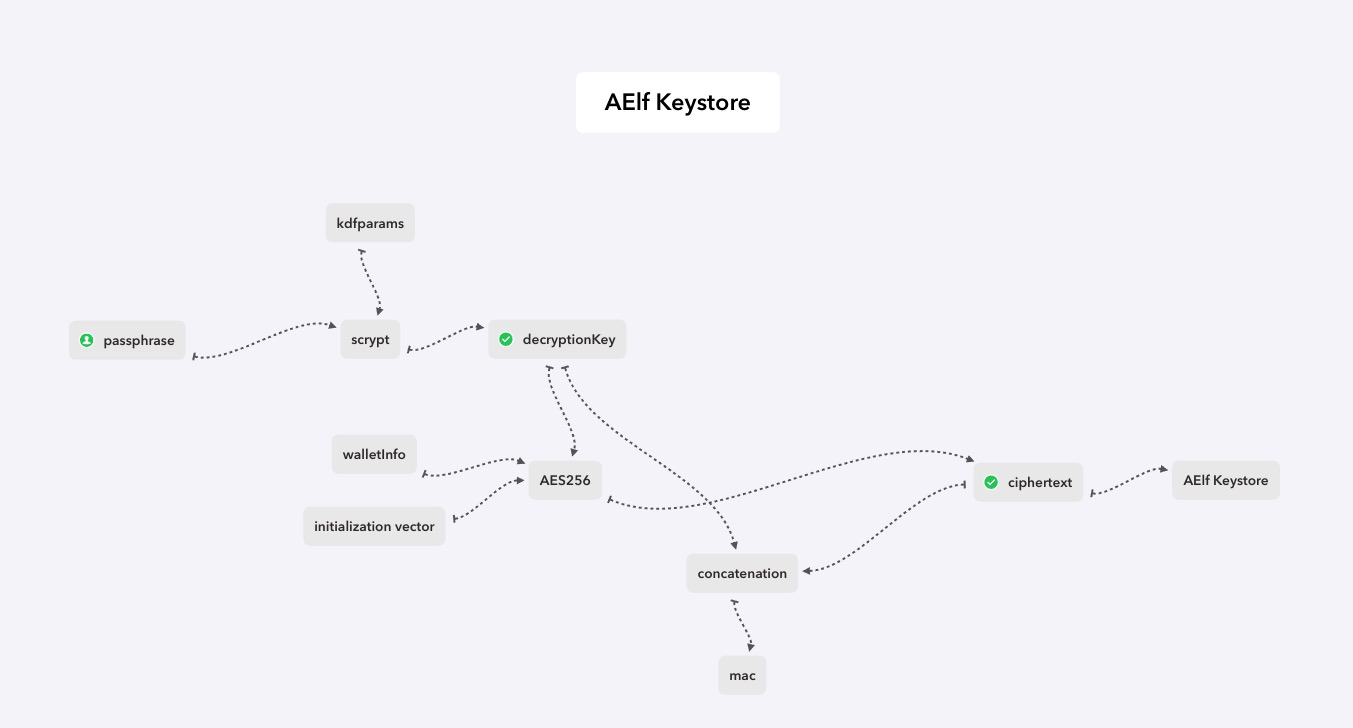 AElf Keystore
kdfparams
passphrase
scrypt
decryptionKey
walletInfo
AES256
ciphertext
AElf Keystore
initialization vector
concatenation
mac